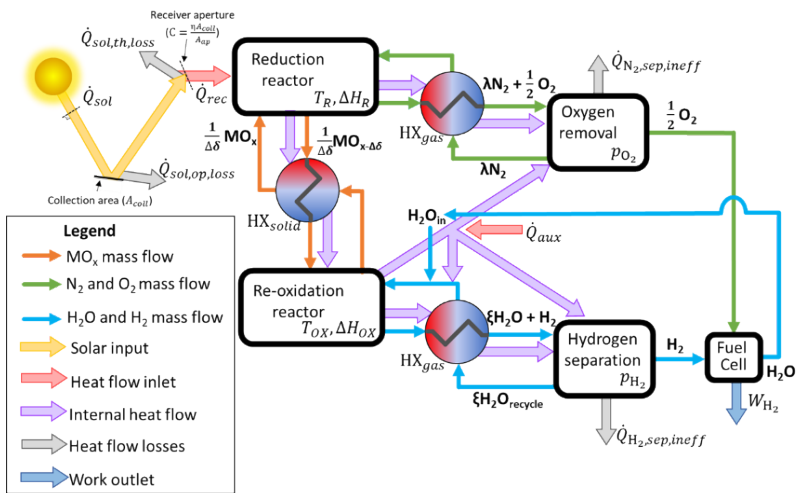 Receiver aperture
(C = ηA_coll / A_ap)
Q̇_sol,th,loss
Q̇_sol
Q̇_rec
Q̇_sol,op,loss
Collection area (A_coll)
Reduction
reactor
T_R, ΔH_R
HX_gas
λN₂ + ½ O₂
λN₂
Q̇_N₂,sep,ineff
Oxygen
removal
p_O₂
½ O₂
1/Δδ MOₓ
1/Δδ MOₓ₋Δδ
HX_solid
H₂O_in
Q̇_aux
Re-oxidation
reactor
T_OX, ΔH_OX
HX_gas
ξH₂O + H₂
ξH₂O_recycle
Hydrogen
separation
p_H₂
Q̇_H₂,sep,ineff
H₂
Fuel
Cell
H₂O
W_H₂
Legend
MOₓ mass flow
N₂ and O₂ mass flow
H₂O and H₂ mass flow
Solar input
Heat flow inlet
Internal heat flow
Heat flow losses
Work outlet